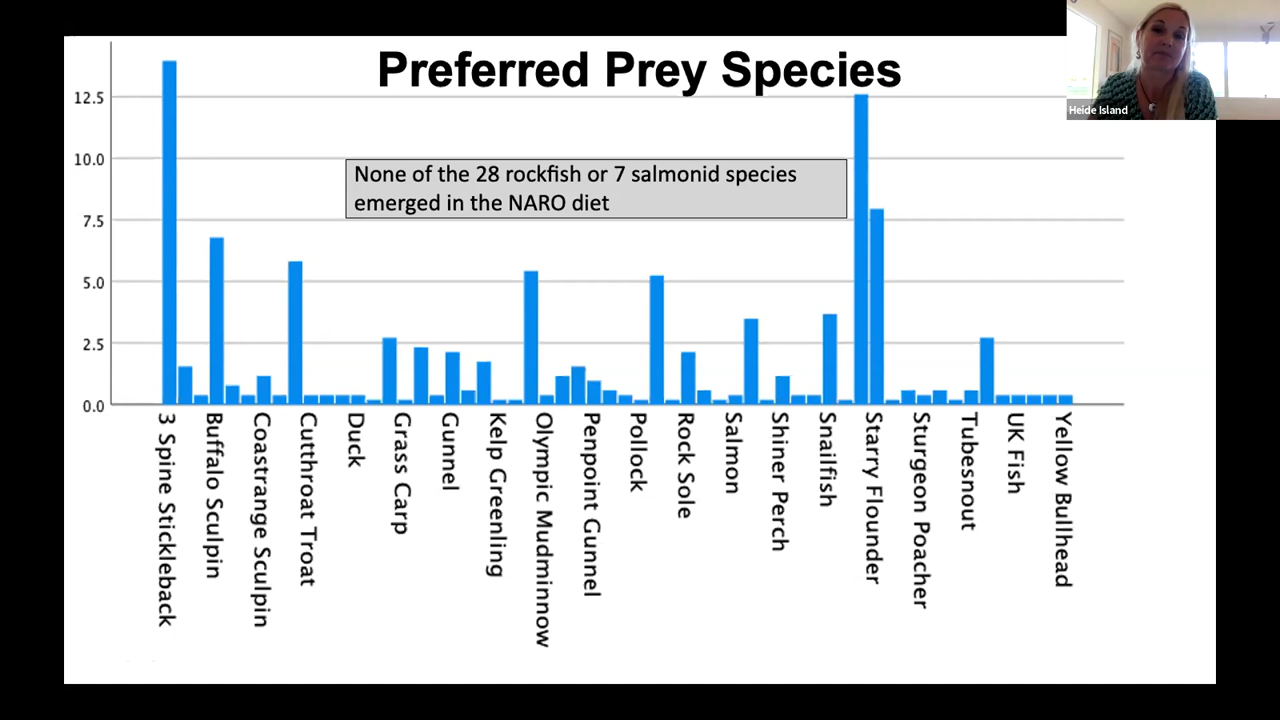 Preferred Prey Species
Heide Island
None of the 28 rockfish or 7 salmonid species
emerged in the NARO diet
12.5
10.0
7.5
5.0
2.5
0.0
3 Spine Stickleback
Buffalo Sculpin
Coastrange Sculpin
Cutthroat Troat
Duck
Grass Carp
Gunnel
Kelp Greenling
Olympic Mudminnow
Penpoint Gunnel
Pollock
Rock Sole
Salmon
Shiner Perch
Snailfish
Starry Flounder
Sturgeon Poacher
Tubesnout
UK Fish
Yellow Bullhead